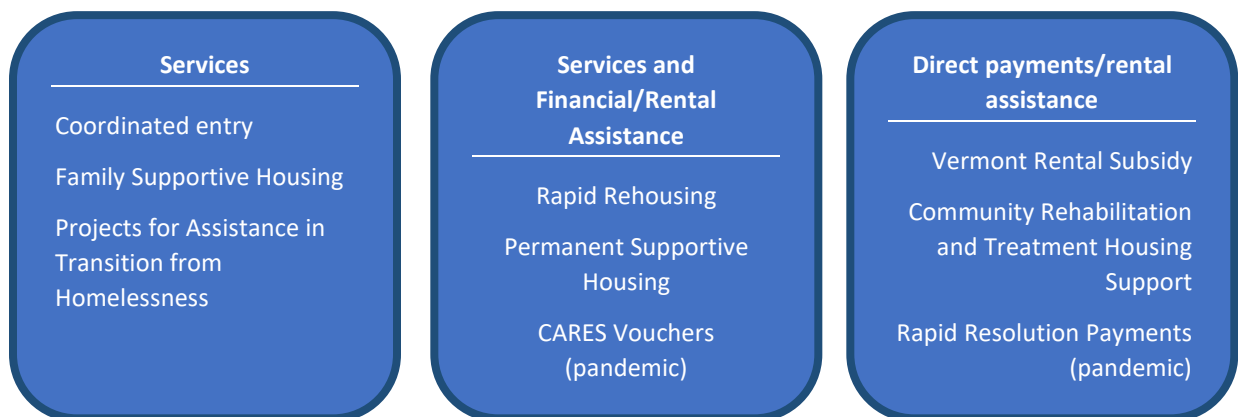 Services
Coordinated entry
Family Supportive Housing
Projects for Assistance in
Transition from
Homelessness
Services and
Financial/Rental
Assistance
Rapid Rehousing
Permanent Supportive
Housing
CARES Vouchers
(pandemic)
Direct payments/rental
assistance
Vermont Rental Subsidy
Community Rehabilitation
and Treatment Housing
Support
Rapid Resolution Payments
(pandemic)